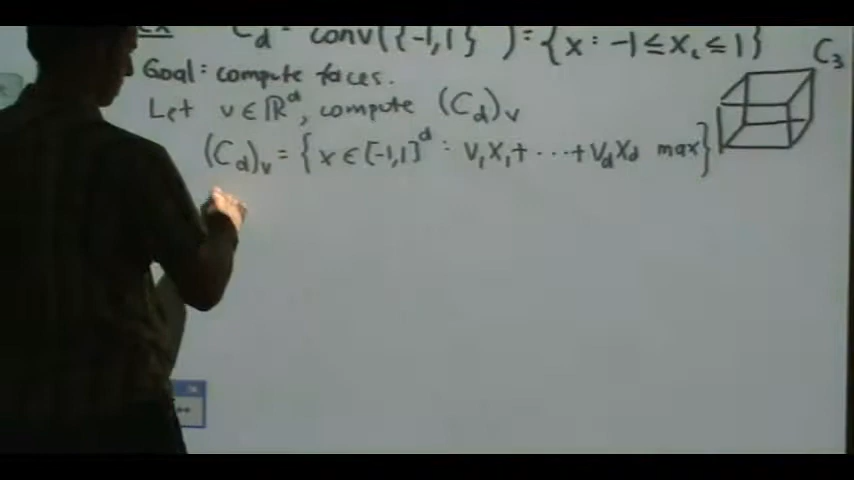 Ex C_d = conv({-1,1} ) = {x : -1 ≤ x_i ≤ 1}
C_3
Goal: compute faces.
Let v ∈ ℝ^d, compute (C_d)_v
(C_d)_v = { x ∈ [-1,1]^d : v_1x_1 + ... + v_dx_d max}